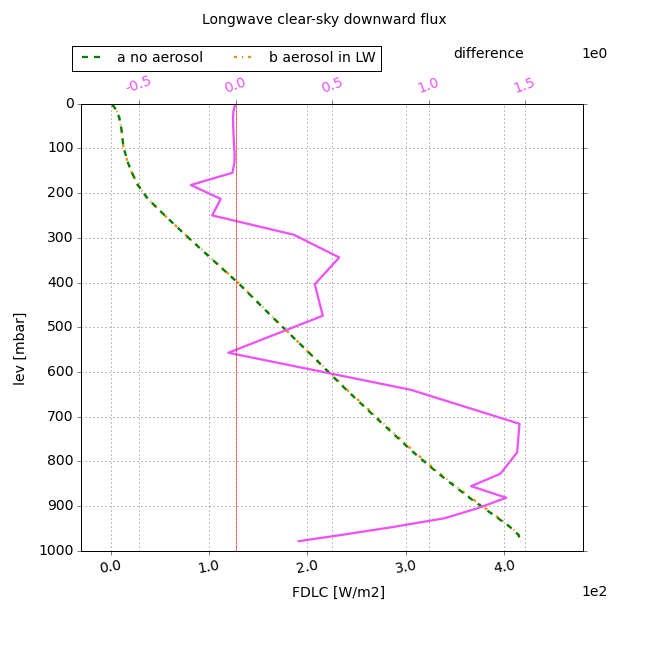 Longwave clear-sky downward flux
a no aerosol b aerosol in LW difference 1e0
-0.5 0.0 0.5 1.0 1.5
0
100
200
300
400
500
600
700
800
900
1000
lev [mbar]
0.0 1.0 2.0 3.0 4.0
FDLC [W/m2] 1e2